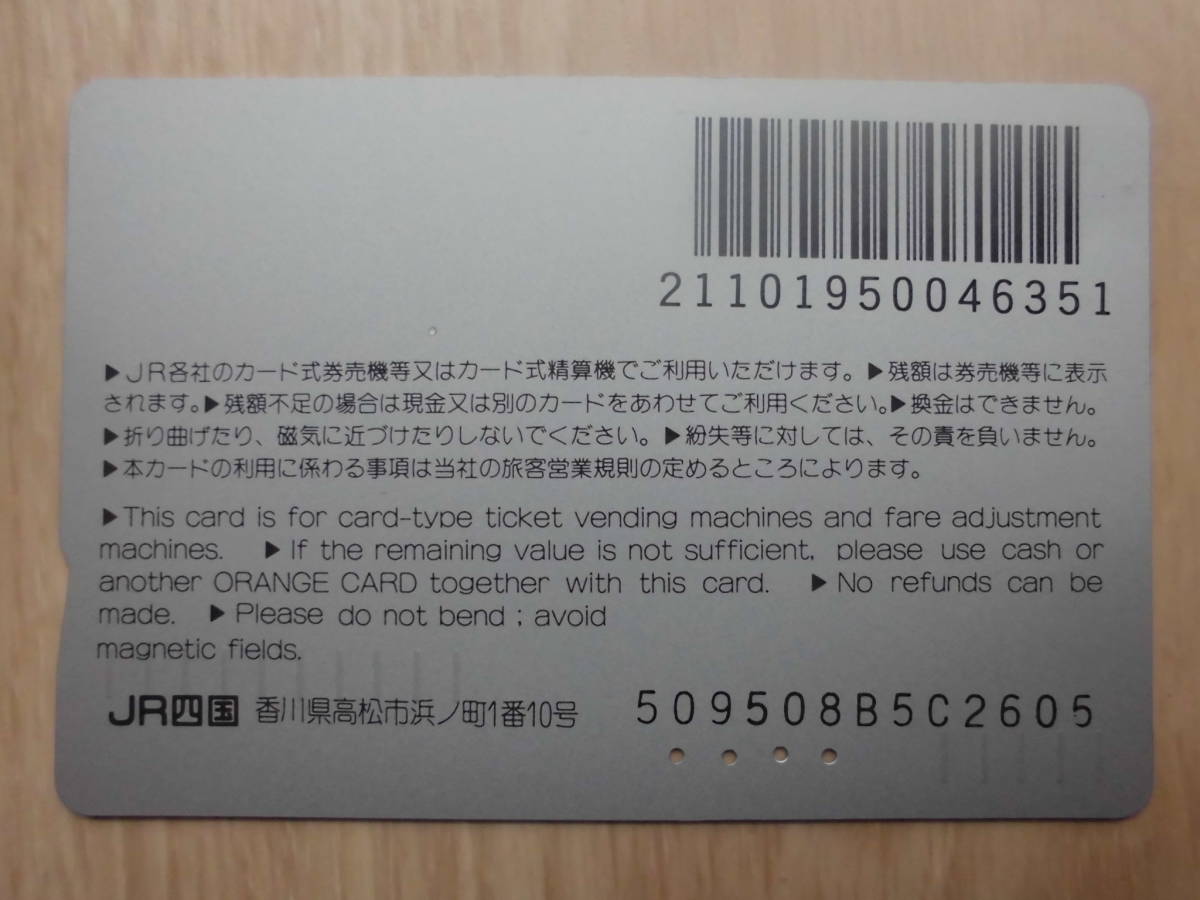 21101950046351
▶JR各社のカード式券売機等又はカード式精算機でご利用いただけます。▶残額は券売機等に表示
されます。▶残額不足の場合は現金又は別のカードをあわせてご利用ください。▶換金はできません。
▶折り曲げたり、磁気に近づけたりしないでください。▶紛失等に対しては、その責を負いません。
▶本カードの利用に係わる事項は当社の旅客営業規則の定めるところによります。
▶This card is for card-type ticket vending machines and fare adjustment
machines. ▶If the remaining value is not sufficient, please use cash or
another ORANGE CARD together with this card. ▶No refunds can be
made. ▶Please do not bend ; avoid
magnetic fields.
JR四国 香川県高松市浜ノ町1番10号 509508B5C2605